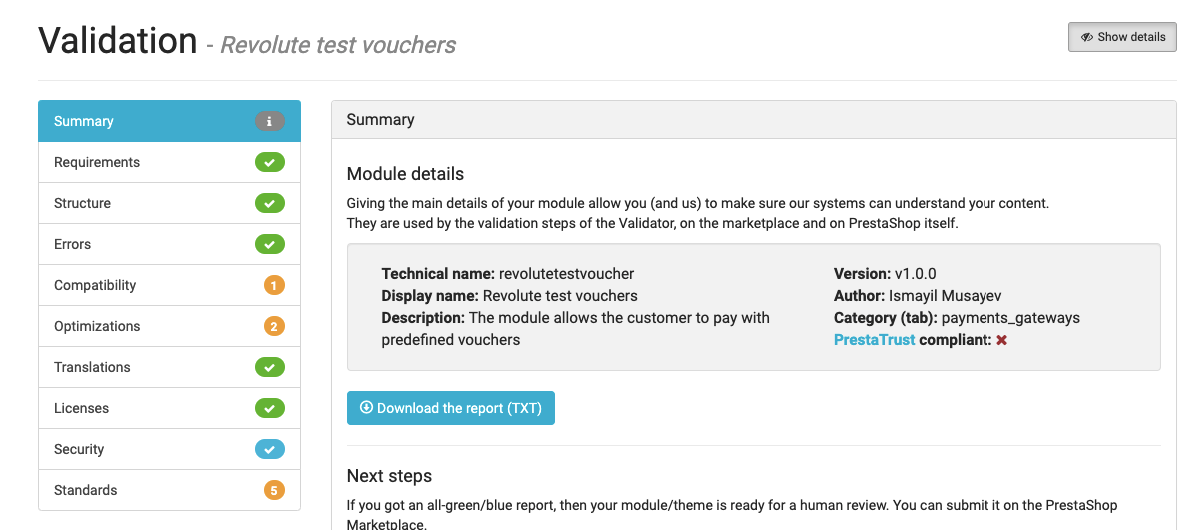 Validation - Revolute test vouchers
Show details
Summary
Requirements
Structure
Errors
Compatibility 1
Optimizations 2
Translations
Licenses
Security
Standards 5
Summary
Module details
Giving the main details of your module allow you (and us) to make sure our systems can understand your content.
They are used by the validation steps of the Validator, on the marketplace and on PrestaShop itself.
Technical name: revolutetestvoucher
Display name: Revolute test vouchers
Description: The module allows the customer to pay with
predefined vouchers
Version: v1.0.0
Author: Ismayil Musayev
Category (tab): payments_gateways
PrestaTrust compliant:
Download the report (TXT)
Next steps
If you got an all-green/blue report, then your module/theme is ready for a human review. You can submit it on the PrestaShop
Marketplace.